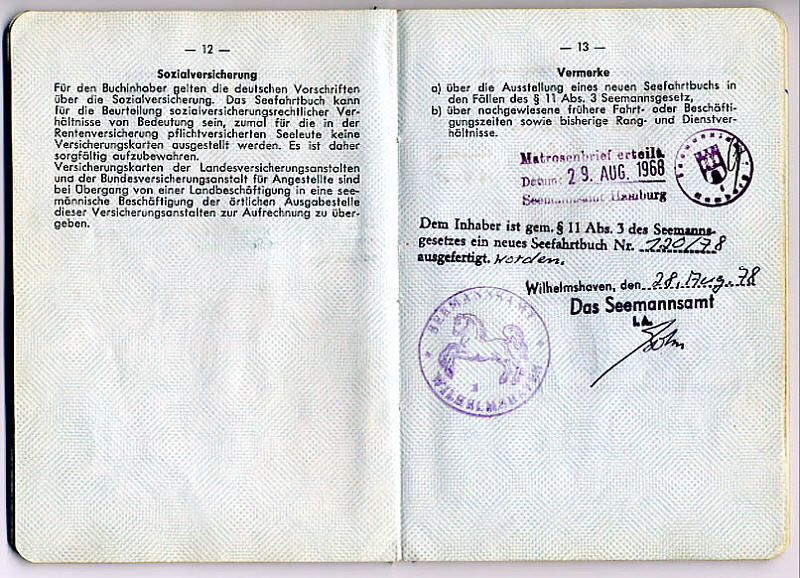 — 12 —
Sozialversicherung
Für den Buchinhaber gelten die deutschen Vorschriften
über die Sozialversicherung. Das Seefahrtbuch kann
für die Beurteilung sozialversicherungsrechtlicher Ver-
hältnisse von Bedeutung sein, zumal für die in der
Rentenversicherung pflichtversicherten Seeleute keine
Versicherungskarten ausgestellt werden. Es ist daher
sorgfältig aufzubewahren.
Versicherungskarten der Landesversicherungsanstalten
und der Bundesversicherungsanstalt für Angestellte sind
bei Übergang von einer Landbeschäftigung in eine see-
männische Beschäftigung der örtlichen Ausgabestelle
dieser Versicherungsanstalten zur Aufrechnung zu über-
geben.
— 13 —
Vermerke
a) über die Ausstellung eines neuen Seefahrtbuchs in
den Fällen des § 11 Abs. 3 Seemannsgesetz,
b) über nachgewiesene frühere Fahrt- oder Beschäfti-
gungszeiten sowie bisherige Rang- und Dienstver-
hältnisse.
Matrosenbrief erteilt.
Datum: 29. AUG. 1968
Seemannsamt Hamburg
Dem Inhaber ist gem. § 11 Abs. 3 des Seemanns-
gesetzes ein neues Seefahrtbuch Nr. 120/78
ausgefertigt. worden.
Wilhelmshaven, den 28. Aug. 78
Das Seemannsamt
I.A.
SEEMANNSAMT